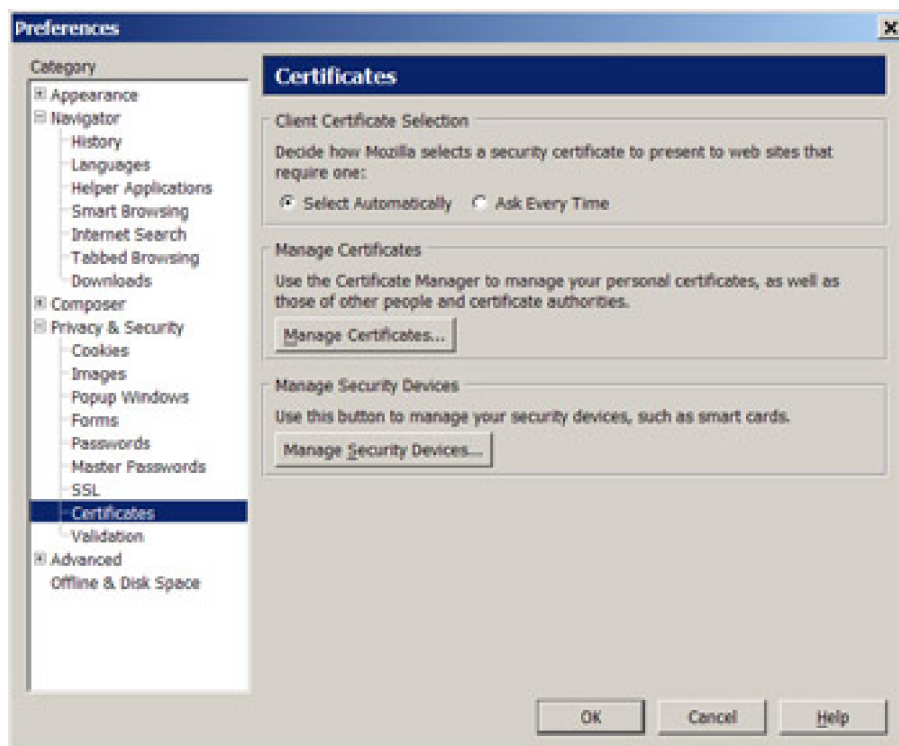 Preferences
Category
Appearance
Navigator
History
Languages
Helper Applications
Smart Browsing
Internet Search
Tabbed Browsing
Downloads
Composer
Privacy & Security
Cookies
Images
Popup Windows
Forms
Passwords
Master Passwords
SSL
Certificates
Validation
Advanced
Offline & Disk Space
Certificates
Client Certificate Selection
Decide how Mozilla selects a security certificate to present to web sites that
require one:
Select Automatically Ask Every Time
Manage Certificates
Use the Certificate Manager to manage your personal certificates, as well as
those of other people and certificate authorities.
Manage Certificates...
Manage Security Devices
Use this button to manage your security devices, such as smart cards.
Manage Security Devices...
OK Cancel Help